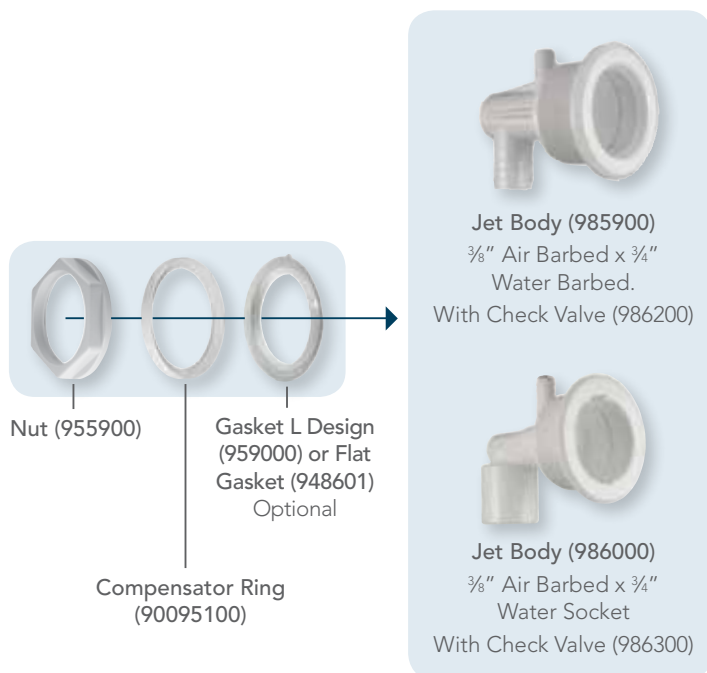 Jet Body (985900)
⅜” Air Barbed x ¾”
Water Barbed.
With Check Valve (986200)
Nut (955900)
Gasket L Design
(959000) or Flat
Gasket (948601)
Optional
Compensator Ring
(90095100)
Jet Body (986000)
⅜” Air Barbed x ¾”
Water Socket
With Check Valve (986300)